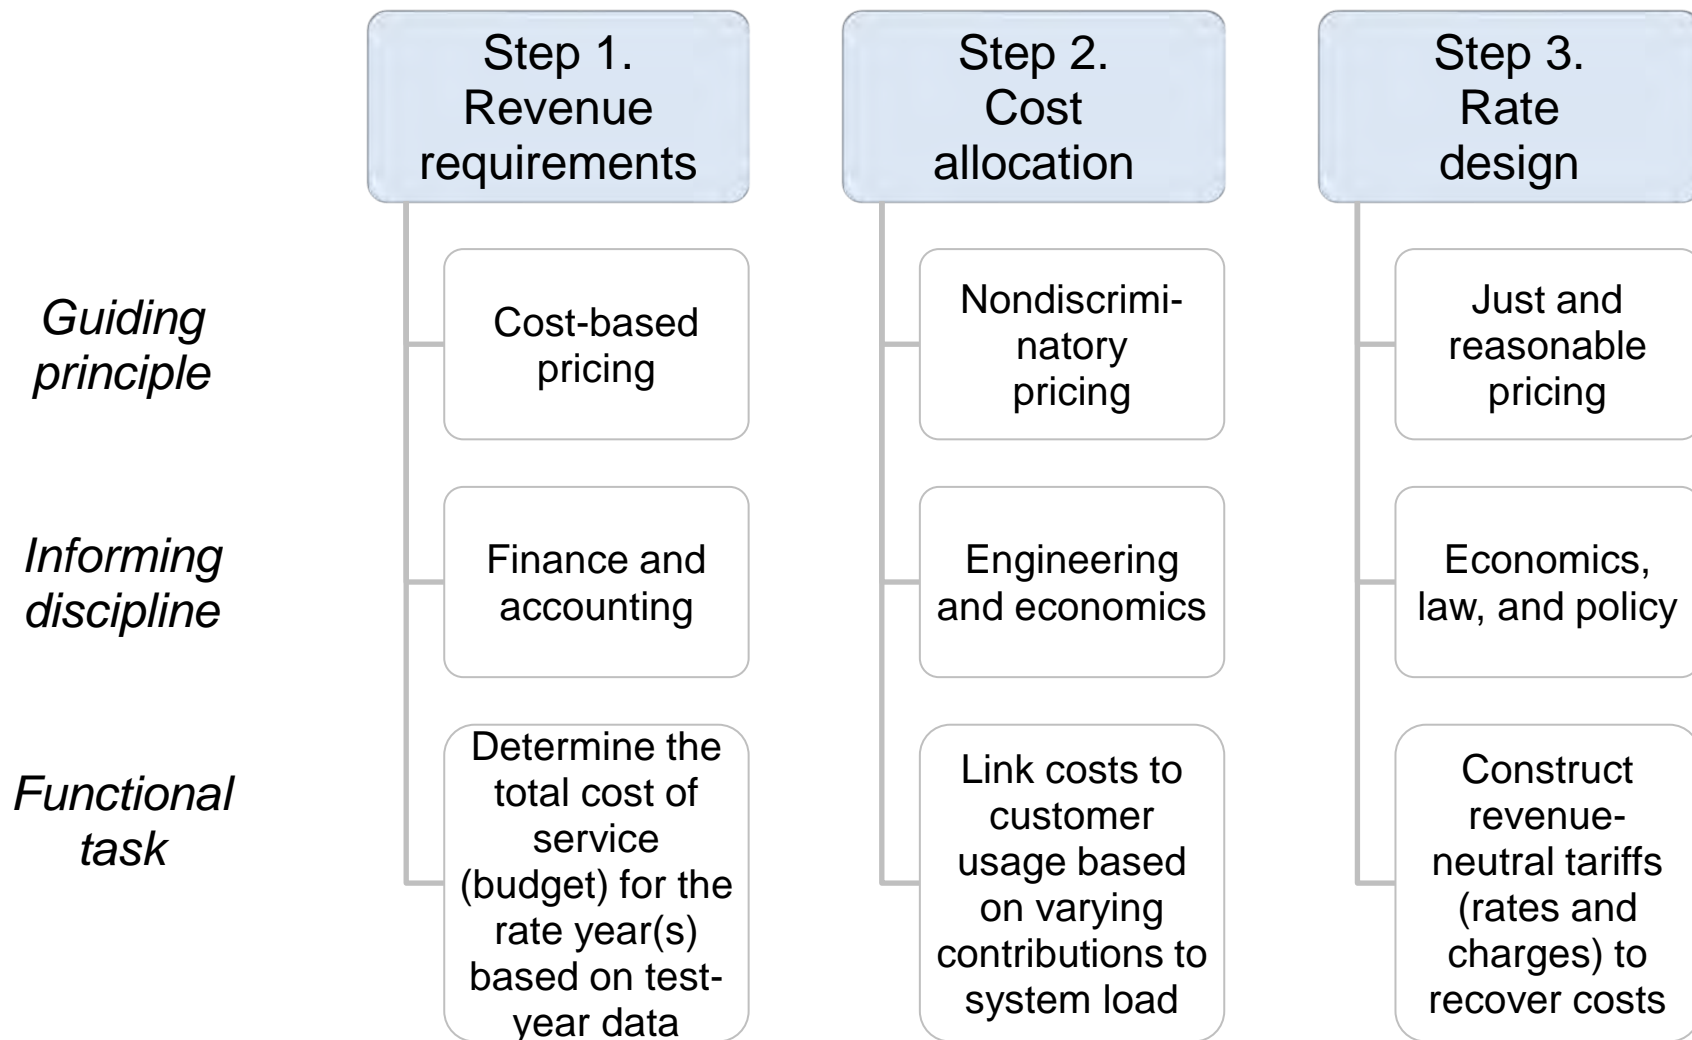 Step 1.
Revenue
requirements
Step 2.
Cost
allocation
Step 3.
Rate
design
Guiding
principle
Cost-based
pricing
Nondiscrimi-
natory
pricing
Just and
reasonable
pricing
Informing
discipline
Finance and
accounting
Engineering
and economics
Economics,
law, and policy
Functional
task
Determine the
total cost of
service
(budget) for the
rate year(s)
based on test-
year data
Link costs to
customer
usage based
on varying
contributions to
system load
Construct
revenue-
neutral tariffs
(rates and
charges) to
recover costs